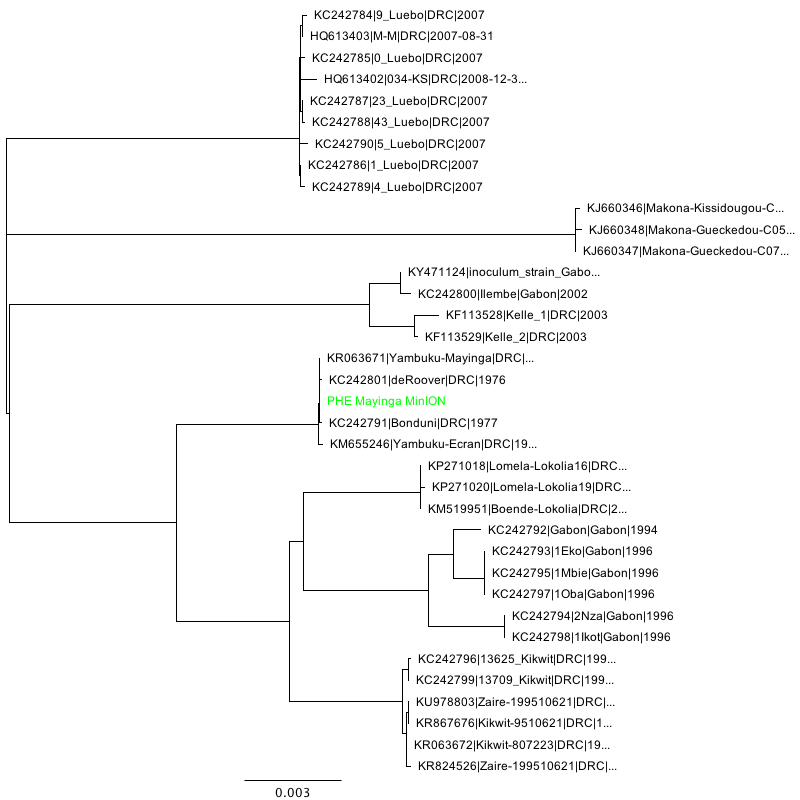 KC242784|9_Luebo|DRC|2007
HQ613403|M-M|DRC|2007-08-31
KC242785|0_Luebo|DRC|2007
HQ613402|034-KS|DRC|2008-12-3...
KC242787|23_Luebo|DRC|2007
KC242788|43_Luebo|DRC|2007
KC242790|5_Luebo|DRC|2007
KC242786|1_Luebo|DRC|2007
KC242789|4_Luebo|DRC|2007
KJ660346|Makona-Kissidougou-C...
KJ660348|Makona-Gueckedou-C05...
KJ660347|Makona-Gueckedou-C07...
KY471124|inoculum_strain_Gabo...
KC242800|Ilembe|Gabon|2002
KF113528|Kelle_1|DRC|2003
KF113529|Kelle_2|DRC|2003
KR063671|Yambuku-Mayinga|DRC|...
KC242801|deRoover|DRC|1976
PHE Mayinga MinION
KC242791|Bonduni|DRC|1977
KM655246|Yambuku-Ecran|DRC|19...
KP271018|Lomela-Lokolia16|DRC...
KP271020|Lomela-Lokolia19|DRC...
KM519951|Boende-Lokolia|DRC|2...
KC242792|Gabon|Gabon|1994
KC242793|1Eko|Gabon|1996
KC242795|1Mbie|Gabon|1996
KC242797|1Oba|Gabon|1996
KC242794|2Nza|Gabon|1996
KC242798|1Ikot|Gabon|1996
KC242796|13625_Kikwit|DRC|199...
KC242799|13709_Kikwit|DRC|199...
KU978803|Zaire-199510621|DRC|...
KR867676|Kikwit-9510621|DRC|1...
KR063672|Kikwit-807223|DRC|19...
KR824526|Zaire-199510621|DRC|...
0.003